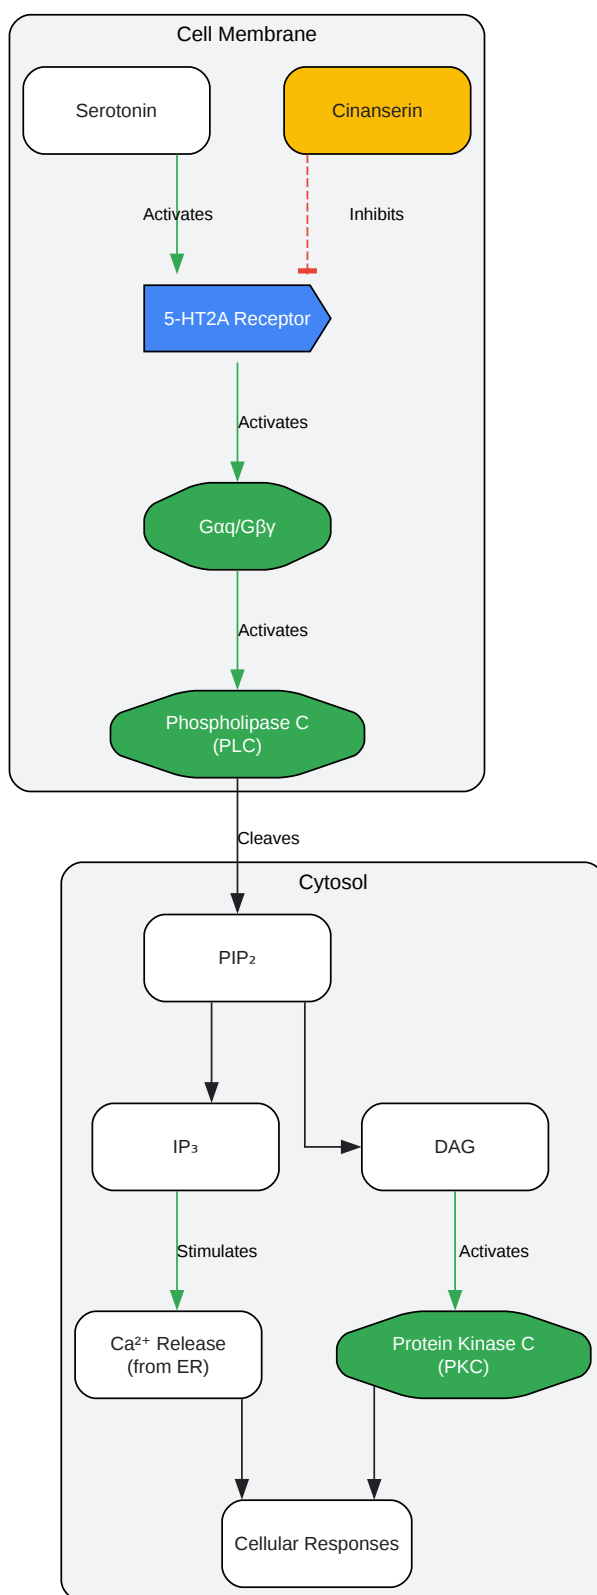 Cell Membrane
Serotonin
Cinanserin
Activates
Inhibits
5-HT2A Receptor
Activates
Gαq/Gβγ
Activates
Phospholipase C
(PLC)
Cleaves
Cytosol
PIP₂
IP₃
DAG
Stimulates
Activates
Ca²⁺ Release
(from ER)
Protein Kinase C
(PKC)
Cellular Responses